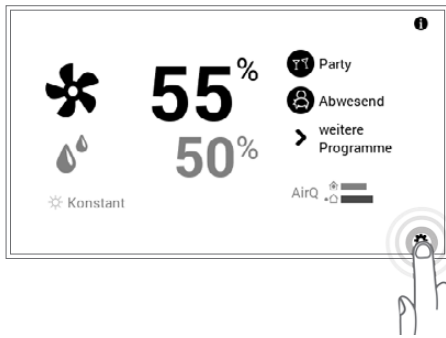 55%
50%
Konstant
Party
Abwesend
weitere
Programme
AirQ